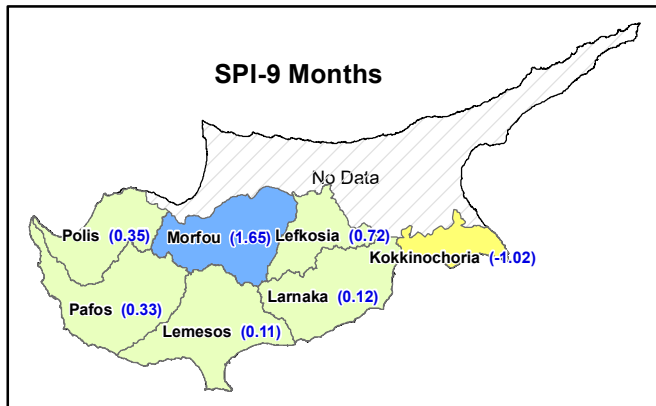 SPI-9 Months
No Data
Polis (0.35)
Morfou (1.65)
Lefkosia (0.72)
Kokkinochoria (-1.02)
Pafos (0.33)
Larnaka (0.12)
Lemesos (0.11)